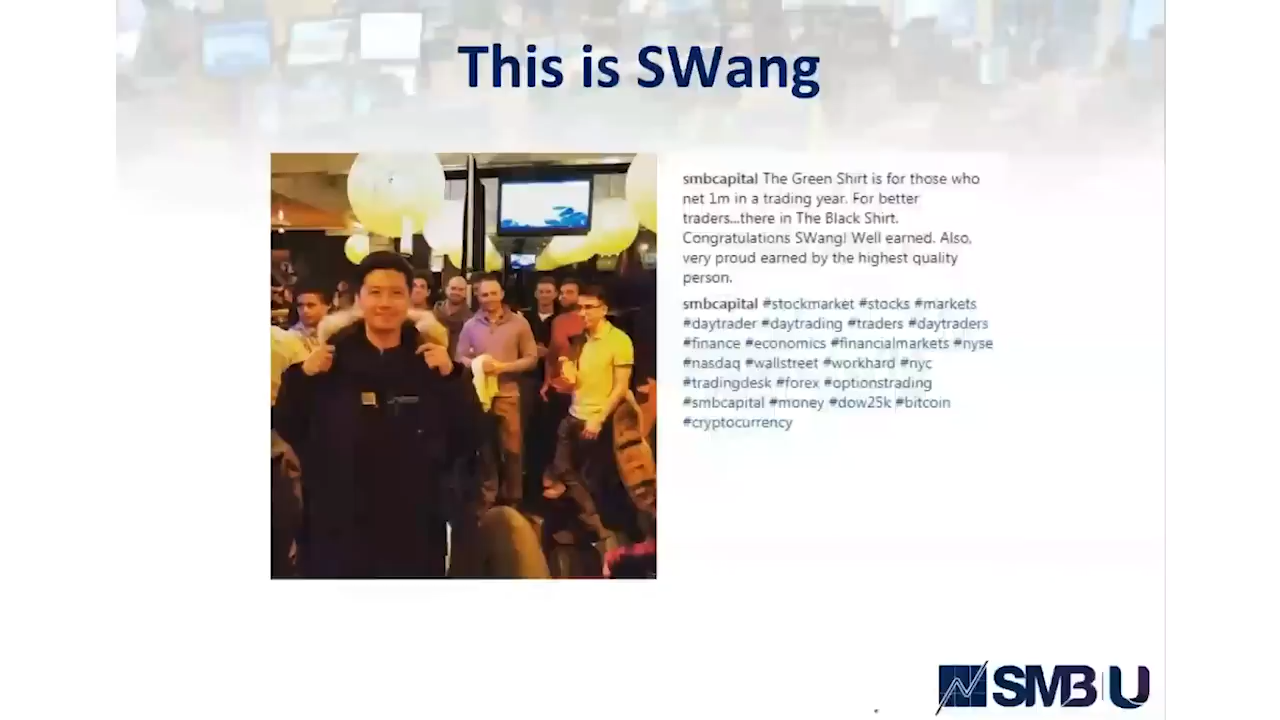 This is SWang
smbcapital The Green Shirt is for those who
net 1m in a trading year. For better
traders...there in The Black Shirt.
Congratulations SWang! Well earned. Also,
very proud earned by the highest quality
person.
smbcapital #stockmarket #stocks #markets
#daytrader #daytrading #traders #daytraders
#finance #economics #financialmarkets #nyse
#nasdaq #wallstreet #workhard #nyc
#tradingdesk #forex #optionstrading
#smbcapital #money #dow25k #bitcoin
#cryptocurrency
SMB U